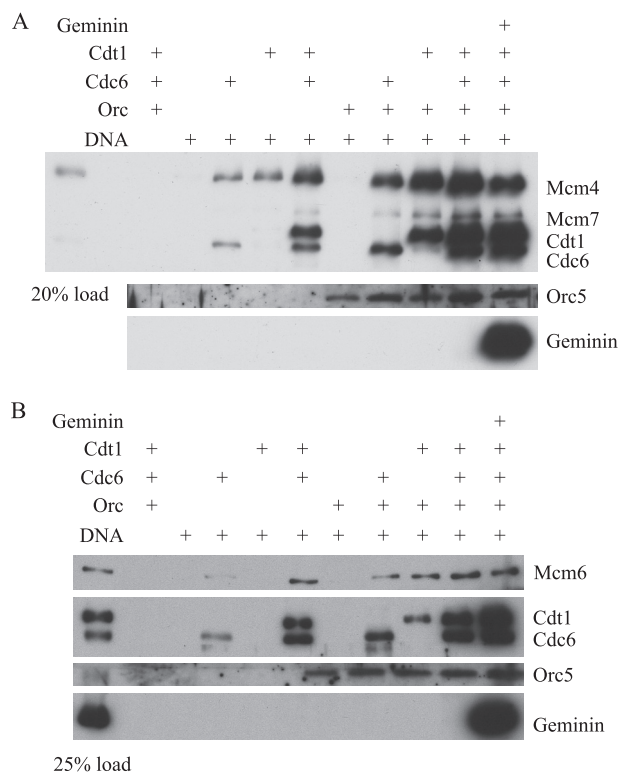 A
Geminin +
Cdt1 + + + + + +
Cdc6 + + + + + +
Orc + + + + + +
DNA + + + + + + + + +
Mcm4
Mcm7
Cdt1
Cdc6
20% load
Orc5
Geminin
B
Geminin +
Cdt1 + + + + + +
Cdc6 + + + + + +
Orc + + + + + +
DNA + + + + + + + + +
Mcm6
Cdt1
Cdc6
Orc5
Geminin
25% load